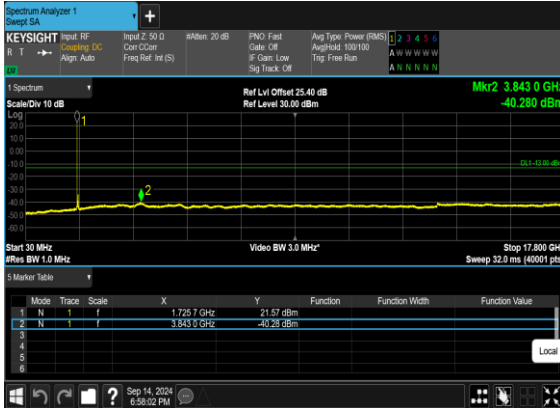 Spectrum Analyzer 1
Swept SA
+
KEYSIGHT Input: RF Input Z: 50 Ω #Atten: 20 dB PNO: Fast Avg Type: Power (RMS) 1 2 3 4 5 6
R T Coupling: DC Corr CCorr Gate: Off Avg|Hold: 100/100 A W W W W W
Align: Auto Freq Ref: Int (S) IF Gain: Low Trig: Free Run
Sig Track: Off A N N N N N
1 Spectrum
Scale/Div 10 dB
Ref Lvl Offset 25.40 dB
Ref Level 30.00 dBm
Mkr2 3.843 0 GHz
-40.280 dBm
Log
20.0
10.0
0.00
-10.0
-20.0
-30.0
-40.0
-50.0
-60.0
1
2
DL1 -13.00 dBm
Start 30 MHz Video BW 3.0 MHz* Stop 17.800 GH
#Res BW 1.0 MHz Sweep 32.0 ms (40001 pts
5 Marker Table
Mode Trace Scale X Y Function Function Width Function Value
1 N 1 f 1.725 7 GHz 21.57 dBm
2 N 1 f 3.843 0 GHz -40.28 dBm
3
4
5
6
Local
?
Sep 14, 2024
6:58:02 PM